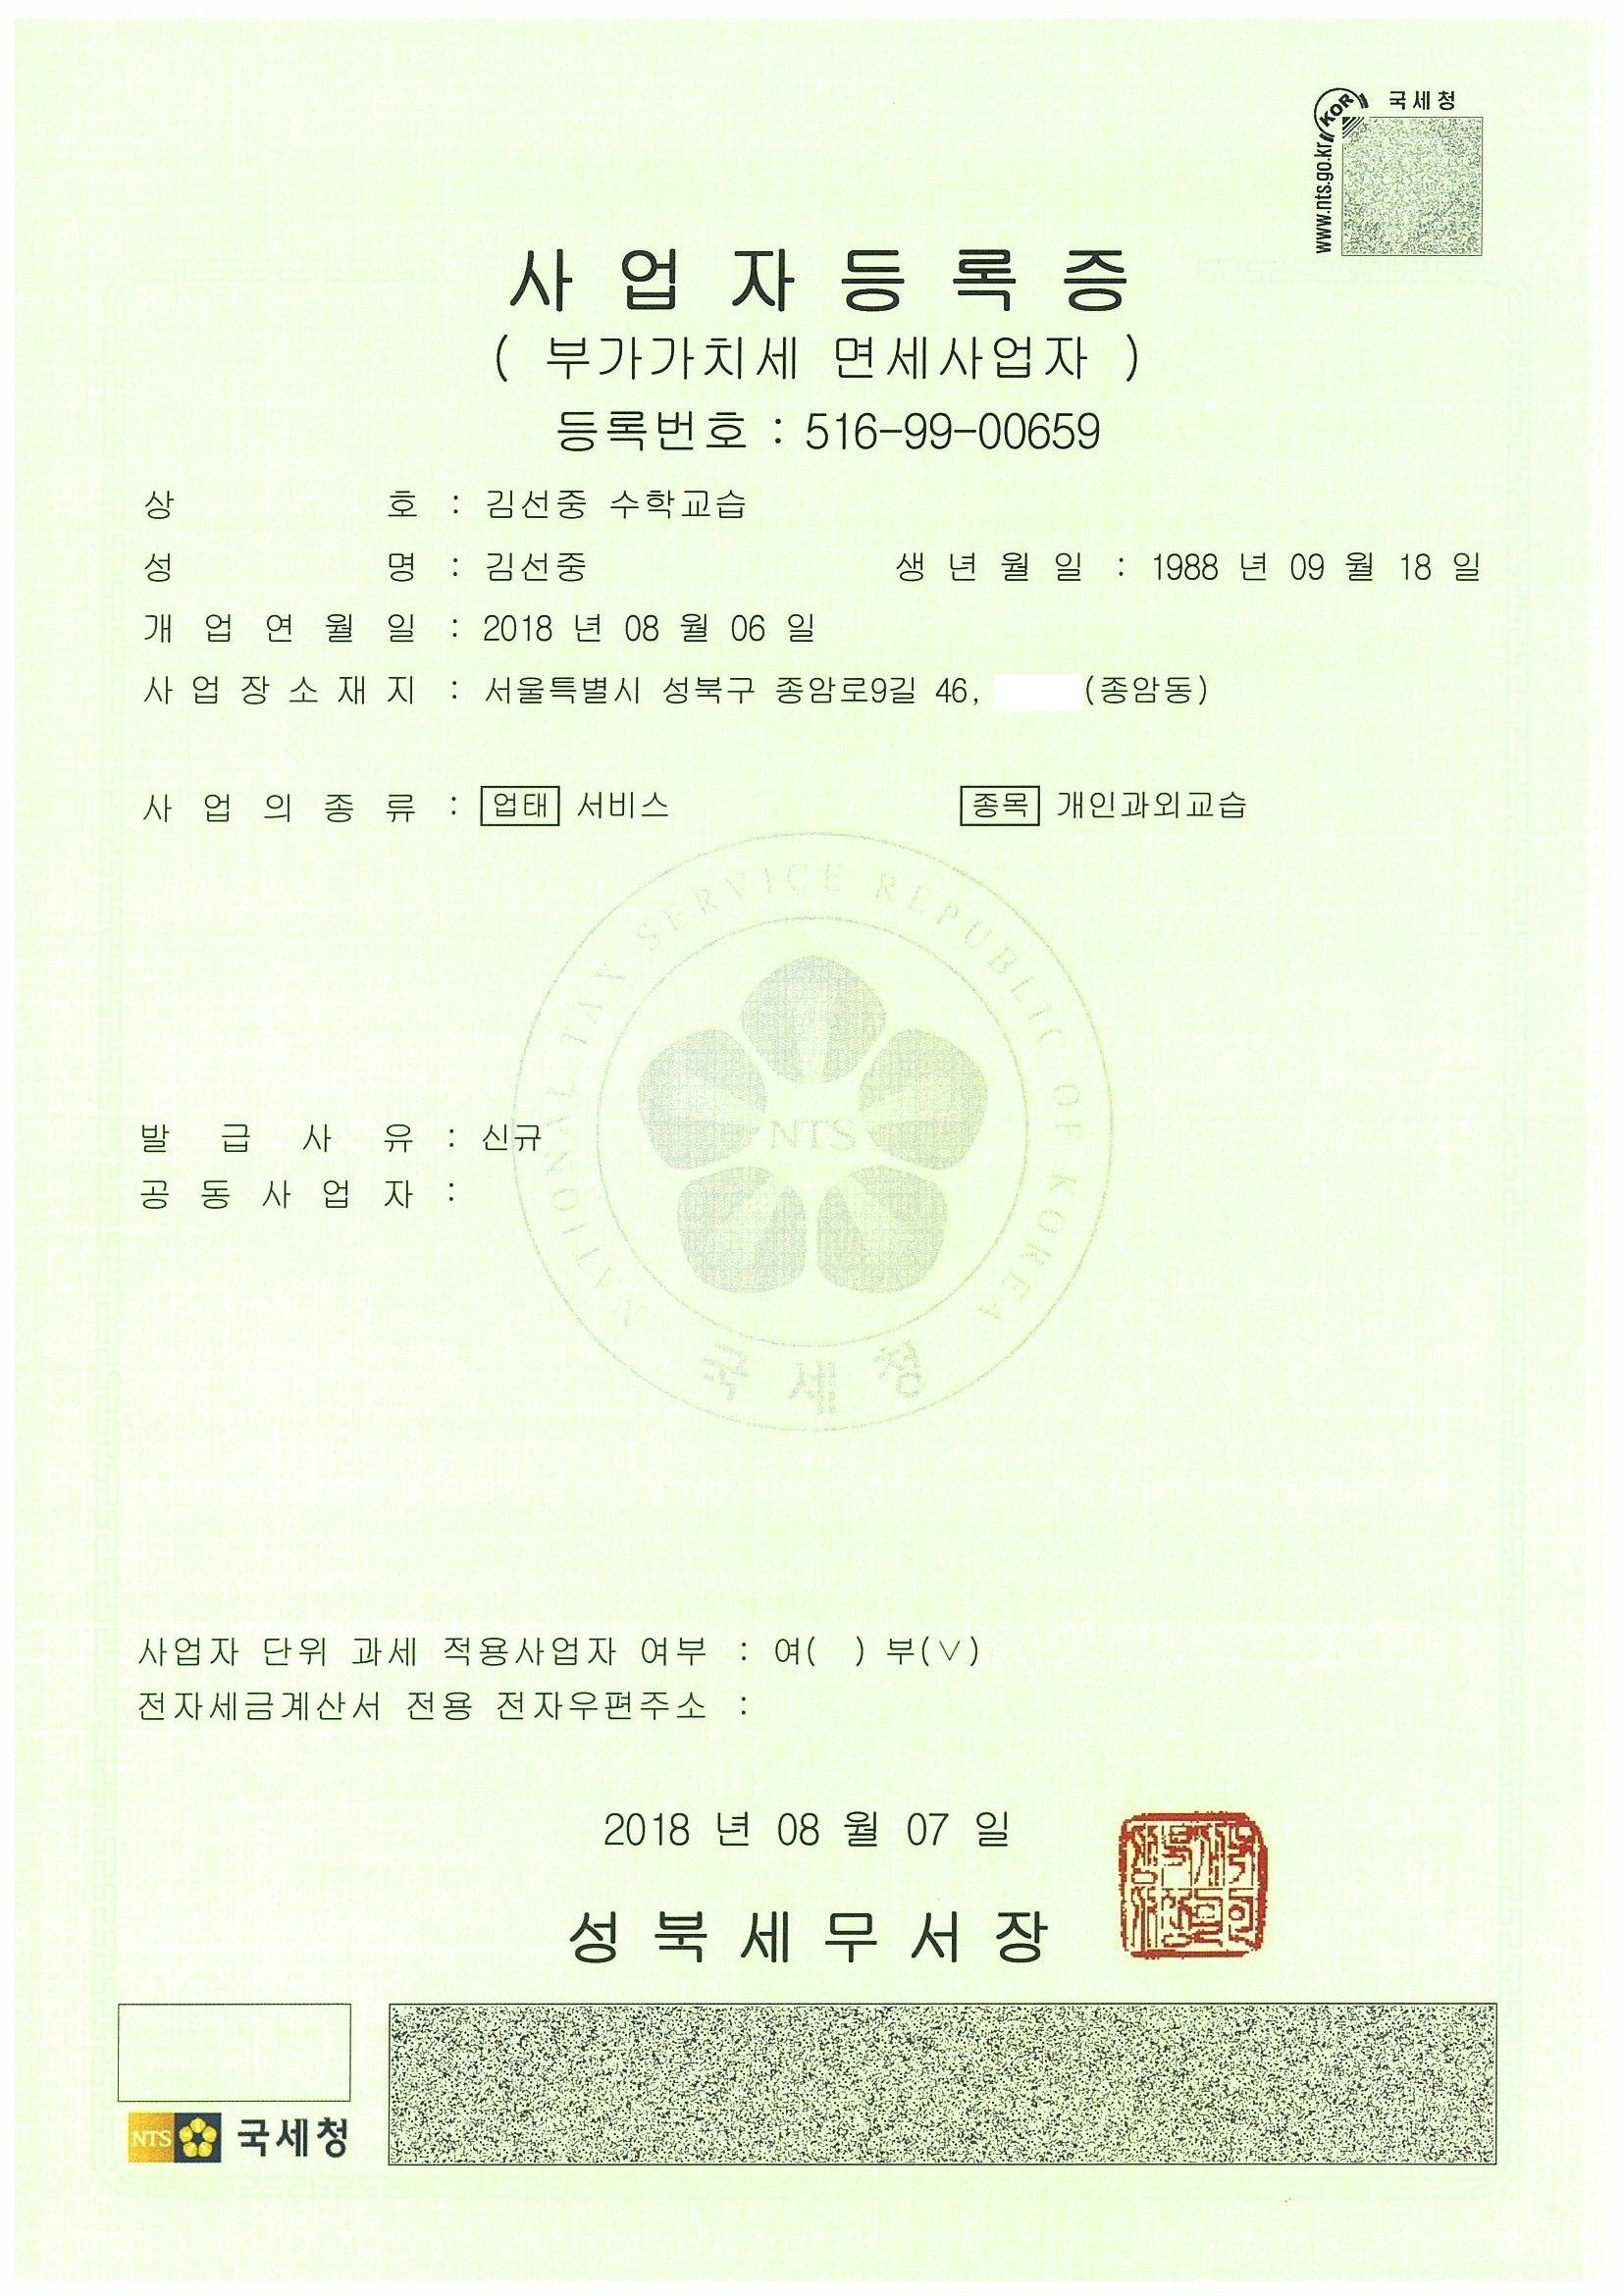 국세청
KOR
www.nts.go.kr
사업자등록증
( 부가가치세 면세사업자 )
등록번호 : 516-99-00659
상 호 : 김선중 수학교습
성 명 : 김선중 생 년 월 일 : 1988 년 09 월 18 일
개 업 연 월 일 : 2018 년 08 월 06 일
사 업 장 소 재 지 : 서울특별시 성북구 종암로9길 46, (종암동)
사 업 의 종 류 : 업태 서비스 종목 개인과외교습
NATIONAL TAX SERVICE REPUBLIC OF KOREA
NTS
국세청
발 급 사 유 : 신규
공 동 사 업 자 :
사업자 단위 과세 적용사업자 여부 : 여( ) 부(∨)
전자세금계산서 전용 전자우편주소 :
2018 년 08 월 07 일
성 북 세 무 서 장
NTS 국세청